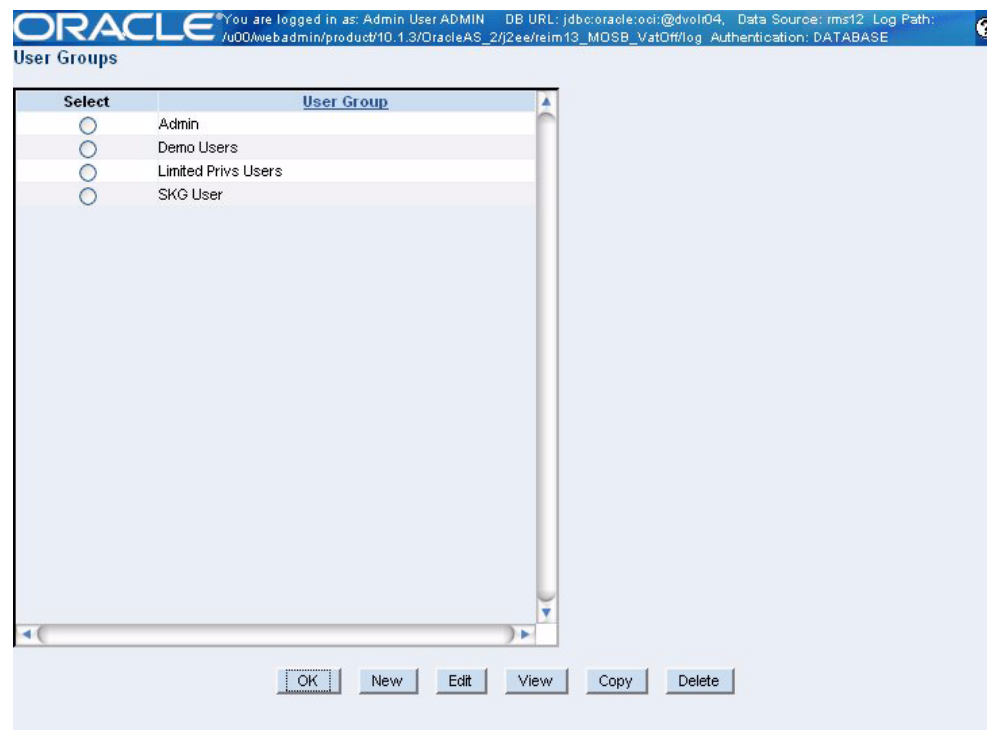 ORACLE You are logged in as: Admin User ADMIN DB URL: jdbc:oracle:oci:@dvolr04, Data Source: rms12 Log Path:
/u00/webadmin/product/10.1.3/OracleAS_2/j2ee/reim13_MOSB_VatOff/log Authentication: DATABASE
User Groups
Select User Group
Admin
Demo Users
Limited Privs Users
SKG User
OK New Edit View Copy Delete